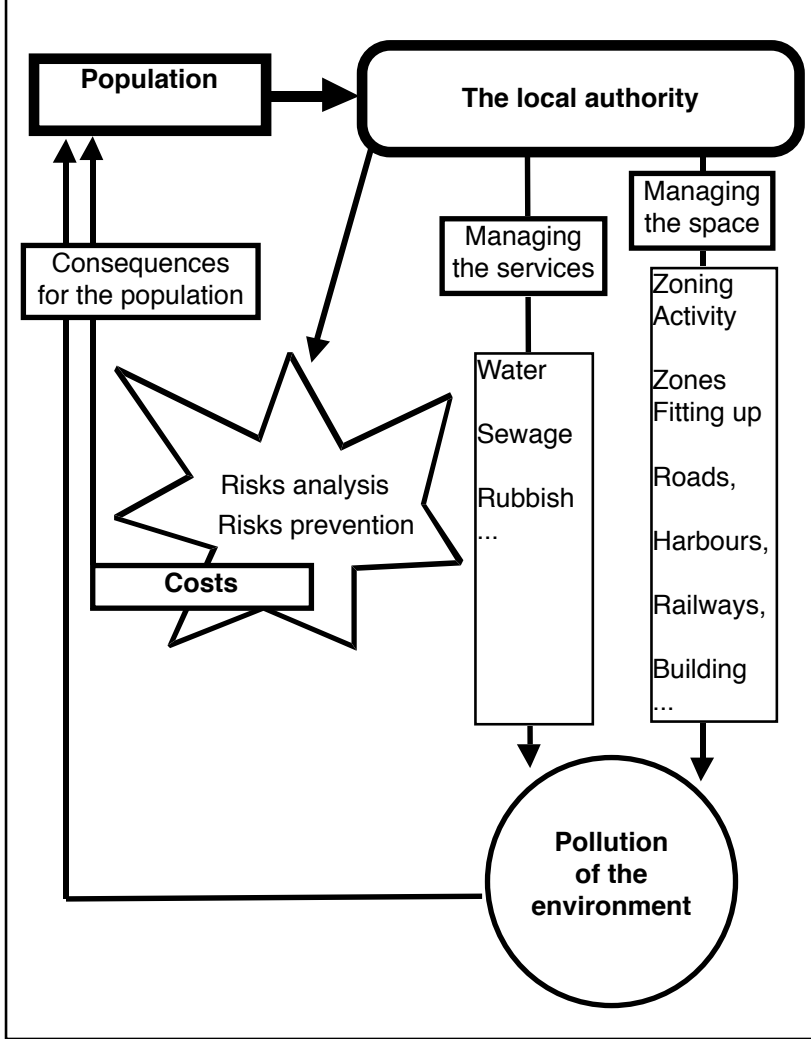 Population
The local authority
Managing
the space
Managing
the services
Consequences
for the population
Zoning
Activity
Zones
Fitting up
Roads,
Harbours,
Railways,
Building
...
Water
Sewage
Rubbish
...
Risks analysis
Risks prevention
Costs
Pollution
of the
environment